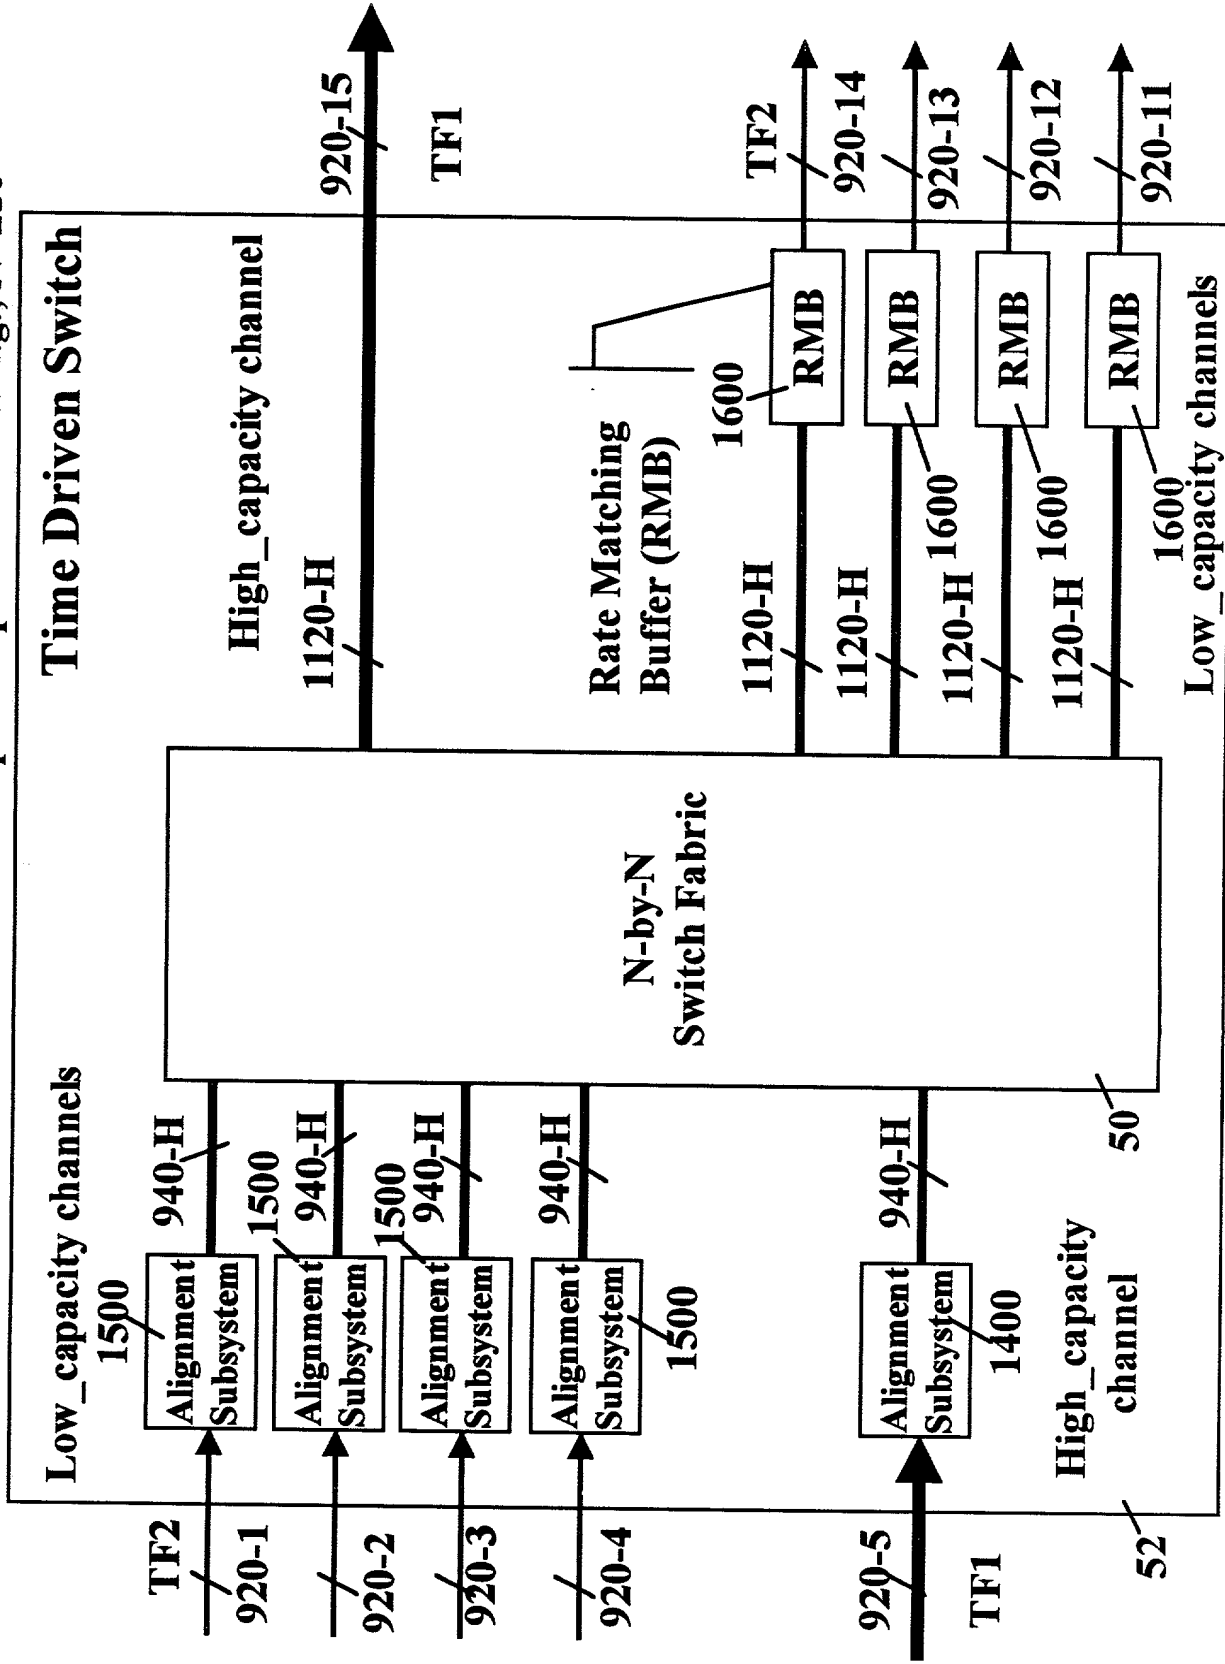 Time Driven Switch
Low_capacity channels
High_capacity channel
TF2
920-1
1500
Alignment
Subsystem
940-H
920-2
1500
Alignment
Subsystem
940-H
920-3
1500
Alignment
Subsystem
940-H
920-4
1500
Alignment
Subsystem
940-H
920-5
TF1
1400
Alignment
Subsystem
940-H
High_capacity
channel
52
N-by-N
Switch Fabric
50
1120-H
920-15
TF1
Rate Matching
Buffer (RMB)
1120-H
1600
RMB
TF2
920-14
1120-H
1600
RMB
920-13
1120-H
1600
RMB
920-12
1120-H
1600
RMB
920-11
Low_capacity channels